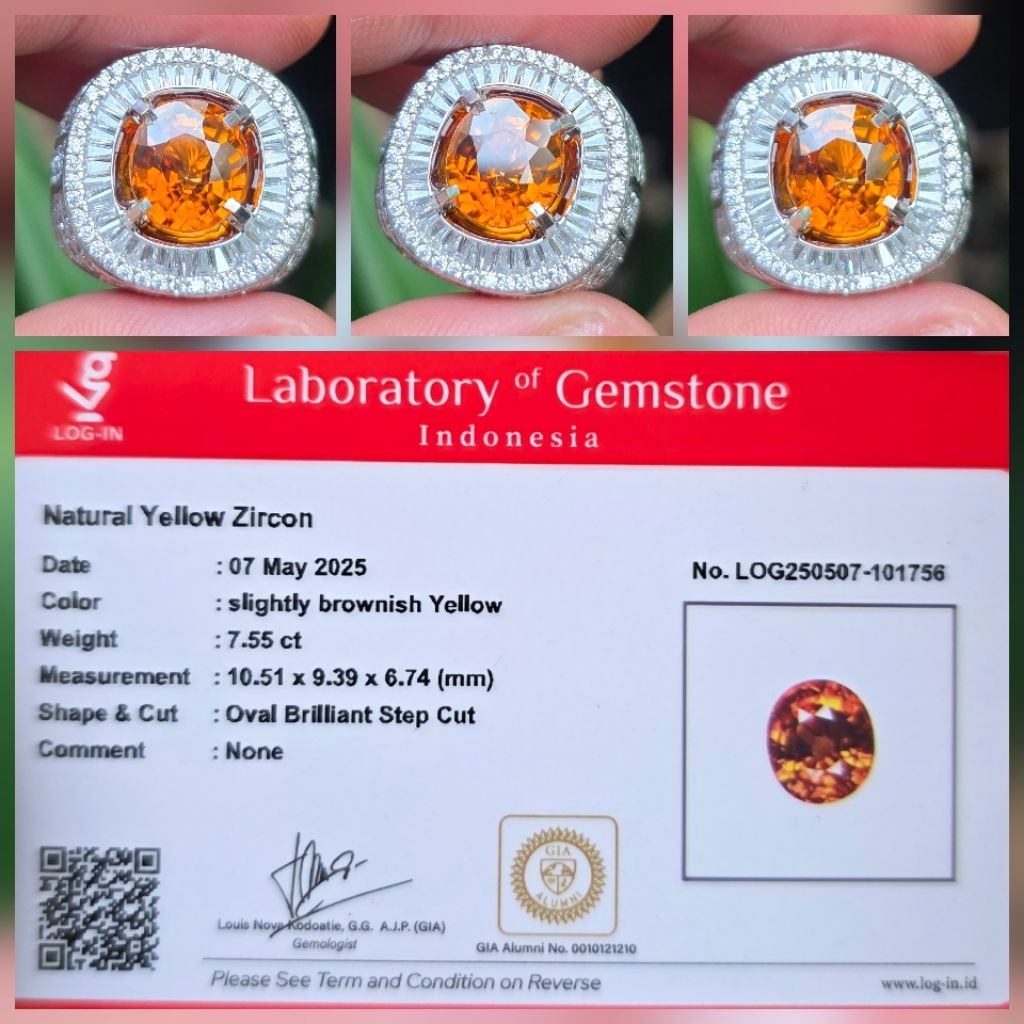 Laboratory of Gemstone
Indonesia
LOG-IN
Natural Yellow Zircon
Date : 07 May 2025
Color : slightly brownish Yellow
Weight : 7.55 ct
Measurement : 10.51 x 9.39 x 6.74 (mm)
Shape & Cut : Oval Brilliant Step Cut
Comment : None
No. LOG250507-101756
Louis Nova Kodoatie, G.G. A.J.P. (GIA)
Gemologist
GIA
ALUMNI
GIA Alumni No. 0010121210
Please See Term and Condition on Reverse
www.log-in.id